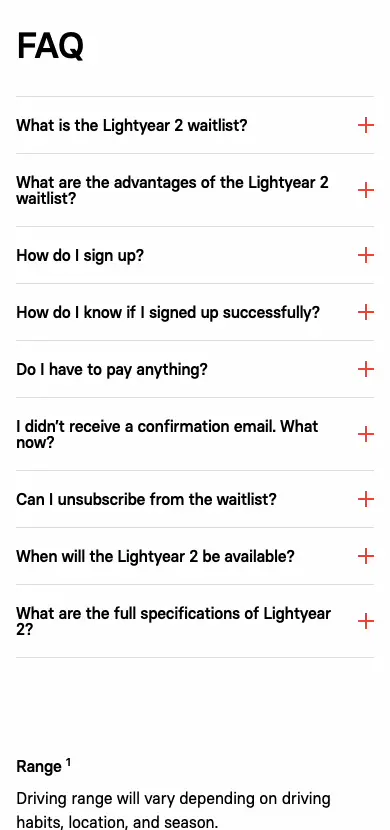 FAQ
What is the Lightyear 2 waitlist?
What are the advantages of the Lightyear 2
waitlist?
How do I sign up?
How do I know if I signed up successfully?
Do I have to pay anything?
I didn’t receive a confirmation email. What
now?
Can I unsubscribe from the waitlist?
When will the Lightyear 2 be available?
What are the full specifications of Lightyear
2?
Range ¹
Driving range will vary depending on driving
habits, location, and season.